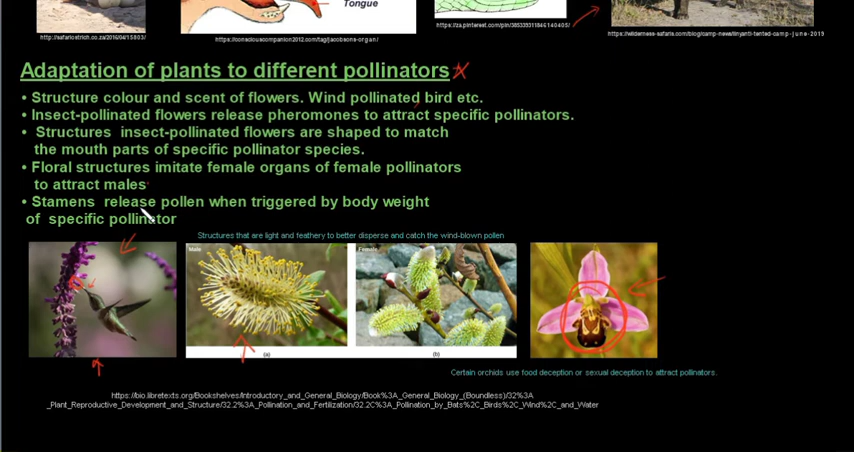 Tongue
http://safariostrich.co.za/2016/04/15803/
https://consciouscompanion2012.com/tag/jacobsons-organ/
https://za.pinterest.com/pin/385339311846140405/
https://wilderness-safaris.com/blog/camp-news/linyanti-tented-camp-june-2019
Adaptation of plants to different pollinators
• Structure colour and scent of flowers. Wind pollinated bird etc.
• Insect-pollinated flowers release pheromones to attract specific pollinators.
• Structures insect-pollinated flowers are shaped to match
the mouth parts of specific pollinator species.
• Floral structures imitate female organs of female pollinators
to attract males
• Stamens release pollen when triggered by body weight
of specific pollinator
Structures that are light and feathery to better disperse and catch the wind-blown pollen
Male
Female
(a)
(b)
Certain orchids use food deception or sexual deception to attract pollinators.
https://bio.libretexts.org/Bookshelves/Introductory_and_General_Biology/Book%3A_General_Biology_(Boundless)/32%3A
_Plant_Reproductive_Development_and_Structure/32.2%3A_Pollination_and_Fertilization/32.2C%3A_Pollination_by_Bats%2C_Birds%2C_Wind%2C_and_Water